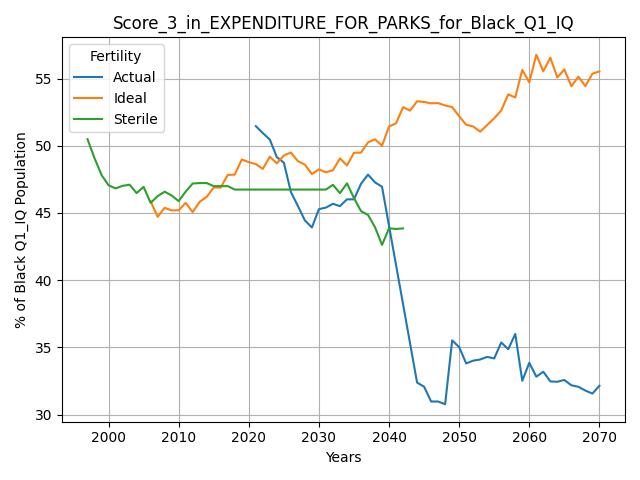 Score_3_in_EXPENDITURE_FOR_PARKS_for_Black_Q1_IQ
Fertility
Actual
Ideal
Sterile
% of Black Q1_IQ Population
55
50
45
40
35
30
2000
2010
2020
2030
2040
2050
2060
2070
Years